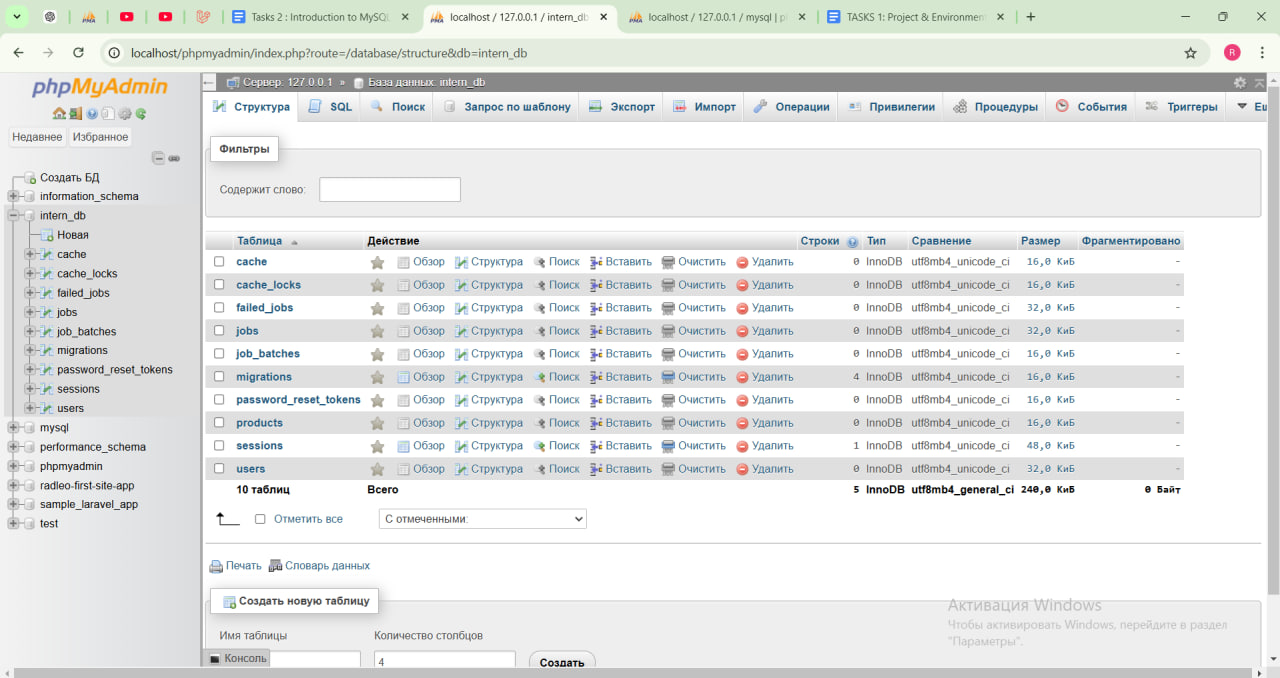 Tasks 2 : Introduction to MySQL
localhost / 127.0.0.1 / intern_db
localhost / 127.0.0.1 / mysql | p
TASKS 1: Project & Environmen
localhost/phpmyadmin/index.php?route=/database/structure&db=intern_db
R
phpMyAdmin
Недавнее Избранное
Создать БД
information_schema
intern_db
Новая
cache
cache_locks
failed_jobs
jobs
job_batches
migrations
password_reset_tokens
sessions
users
mysql
performance_schema
phpmyadmin
radleo-first-site-app
sample_laravel_app
test
Сервер: 127.0.0.1 » База данных: intern_db
Структура SQL Поиск Запрос по шаблону Экспорт Импорт Операции Привилегии Процедуры События Триггеры
Фильтры
Содержит слово:
Таблица Действие Строки Тип Сравнение Размер Фрагментировано
cache Обзор Структура Поиск Вставить Очистить Удалить 0 InnoDB utf8mb4_unicode_ci 16,0 КиБ -
cache_locks Обзор Структура Поиск Вставить Очистить Удалить 0 InnoDB utf8mb4_unicode_ci 16,0 КиБ -
failed_jobs Обзор Структура Поиск Вставить Очистить Удалить 0 InnoDB utf8mb4_unicode_ci 32,0 КиБ -
jobs Обзор Структура Поиск Вставить Очистить Удалить 0 InnoDB utf8mb4_unicode_ci 32,0 КиБ -
job_batches Обзор Структура Поиск Вставить Очистить Удалить 0 InnoDB utf8mb4_unicode_ci 16,0 КиБ -
migrations Обзор Структура Поиск Вставить Очистить Удалить 4 InnoDB utf8mb4_unicode_ci 16,0 КиБ -
password_reset_tokens Обзор Структура Поиск Вставить Очистить Удалить 0 InnoDB utf8mb4_unicode_ci 16,0 КиБ -
products Обзор Структура Поиск Вставить Очистить Удалить 0 InnoDB utf8mb4_unicode_ci 16,0 КиБ -
sessions Обзор Структура Поиск Вставить Очистить Удалить 1 InnoDB utf8mb4_unicode_ci 48,0 КиБ -
users Обзор Структура Поиск Вставить Очистить Удалить 0 InnoDB utf8mb4_unicode_ci 32,0 КиБ -
10 таблиц Всего 5 InnoDB utf8mb4_general_ci 240,0 КиБ 0 Байт
Отметить все С отмеченными:
Печать Словарь данных
Создать новую таблицу
Имя таблицы Количество столбцов
4 Создать
Консоль
Активация Windows
Чтобы активировать Windows, перейдите в раздел
"Параметры".